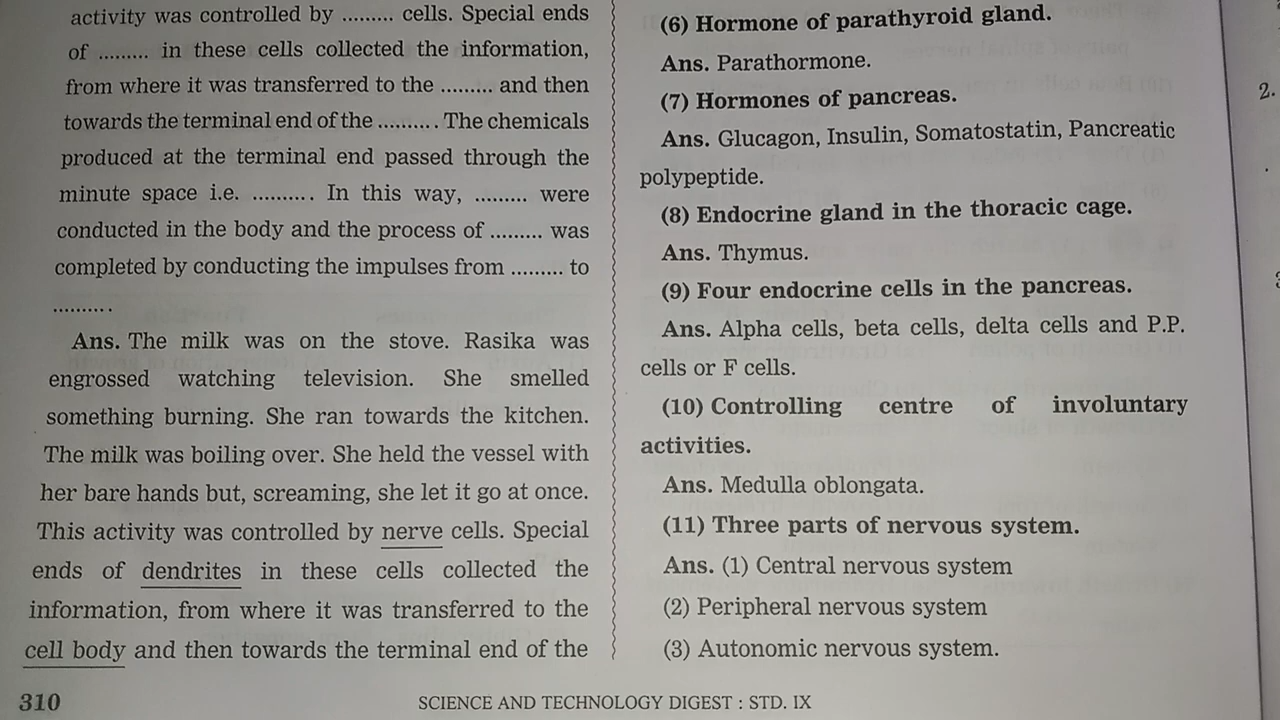 activity was controlled by ......... cells. Special ends
of ......... in these cells collected the information,
from where it was transferred to the ......... and then
towards the terminal end of the .......... The chemicals
produced at the terminal end passed through the
minute space i.e. .......... In this way, ......... were
conducted in the body and the process of ......... was
completed by conducting the impulses from ......... to
..........
Ans. The milk was on the stove. Rasika was
engrossed watching television. She smelled
something burning. She ran towards the kitchen.
The milk was boiling over. She held the vessel with
her bare hands but, screaming, she let it go at once.
This activity was controlled by nerve cells. Special
ends of dendrites in these cells collected the
information, from where it was transferred to the
cell body and then towards the terminal end of the
(6) Hormone of parathyroid gland.
Ans. Parathormone.
(7) Hormones of pancreas.
Ans. Glucagon, Insulin, Somatostatin, Pancreatic
polypeptide.
(8) Endocrine gland in the thoracic cage.
Ans. Thymus.
(9) Four endocrine cells in the pancreas.
Ans. Alpha cells, beta cells, delta cells and P.P.
cells or F cells.
(10) Controlling centre of involuntary
activities.
Ans. Medulla oblongata.
(11) Three parts of nervous system.
Ans. (1) Central nervous system
(2) Peripheral nervous system
(3) Autonomic nervous system.
2.
310
SCIENCE AND TECHNOLOGY DIGEST : STD. IX